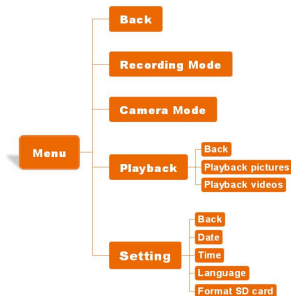 Back
Recording Mode
Camera Mode
Menu
Playback
Back
Playback pictures
Playback videos
Setting
Back
Date
Time
Language
Format SD card